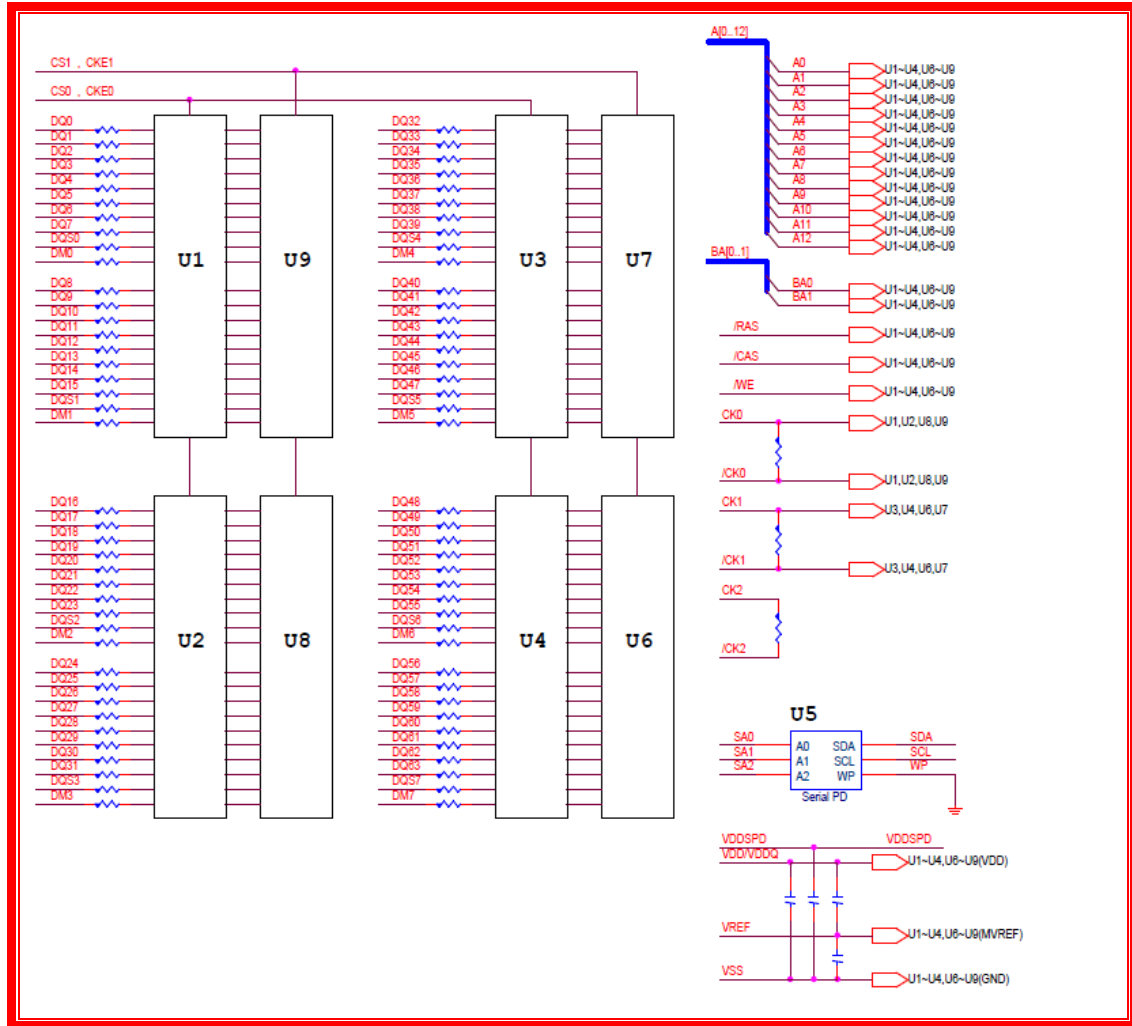 CS1 , CKE1
CS0 , CKE0
DQ0
DQ1
DQ2
DQ3
DQ4
DQ5
DQ6
DQ7
DQS0
DM0
DQ8
DQ9
DQ10
DQ11
DQ12
DQ13
DQ14
DQ15
DQS1
DM1
U1
U9
DQ32
DQ33
DQ34
DQ35
DQ36
DQ37
DQ38
DQ39
DQS4
DM4
DQ40
DQ41
DQ42
DQ43
DQ44
DQ45
DQ46
DQ47
DQS5
DM5
U3
U7
DQ16
DQ17
DQ18
DQ19
DQ20
DQ21
DQ22
DQ23
DQS2
DM2
DQ24
DQ25
DQ26
DQ27
DQ28
DQ29
DQ30
DQ31
DQS3
DM3
U2
U8
DQ48
DQ49
DQ50
DQ51
DQ52
DQ53
DQ54
DQ55
DQS6
DM6
DQ56
DQ57
DQ58
DQ59
DQ60
DQ61
DQ62
DQ63
DQS7
DM7
U4
U6
A[0..12]
A0 U1~U4,U6~U9
A1 U1~U4,U6~U9
A2 U1~U4,U6~U9
A3 U1~U4,U6~U9
A4 U1~U4,U6~U9
A5 U1~U4,U6~U9
A6 U1~U4,U6~U9
A7 U1~U4,U6~U9
A8 U1~U4,U6~U9
A9 U1~U4,U6~U9
A10 U1~U4,U6~U9
A11 U1~U4,U6~U9
A12 U1~U4,U6~U9
BA[0..1]
BA0 U1~U4,U6~U9
BA1 U1~U4,U6~U9
/RAS U1~U4,U6~U9
/CAS U1~U4,U6~U9
/WE U1~U4,U6~U9
CK0 U1,U2,U8,U9
/CK0 U1,U2,U8,U9
CK1 U3,U4,U6,U7
/CK1 U3,U4,U6,U7
CK2
/CK2
U5
SA0 A0 SDA SDA
SA1 A1 SCL SCL
SA2 A2 WP WP
Serial PD
VDDSPD VDDSPD
VDD/VDDQ U1~U4,U6~U9(VDD)
VREF U1~U4,U6~U9(MVREF)
VSS U1~U4,U6~U9(GND)